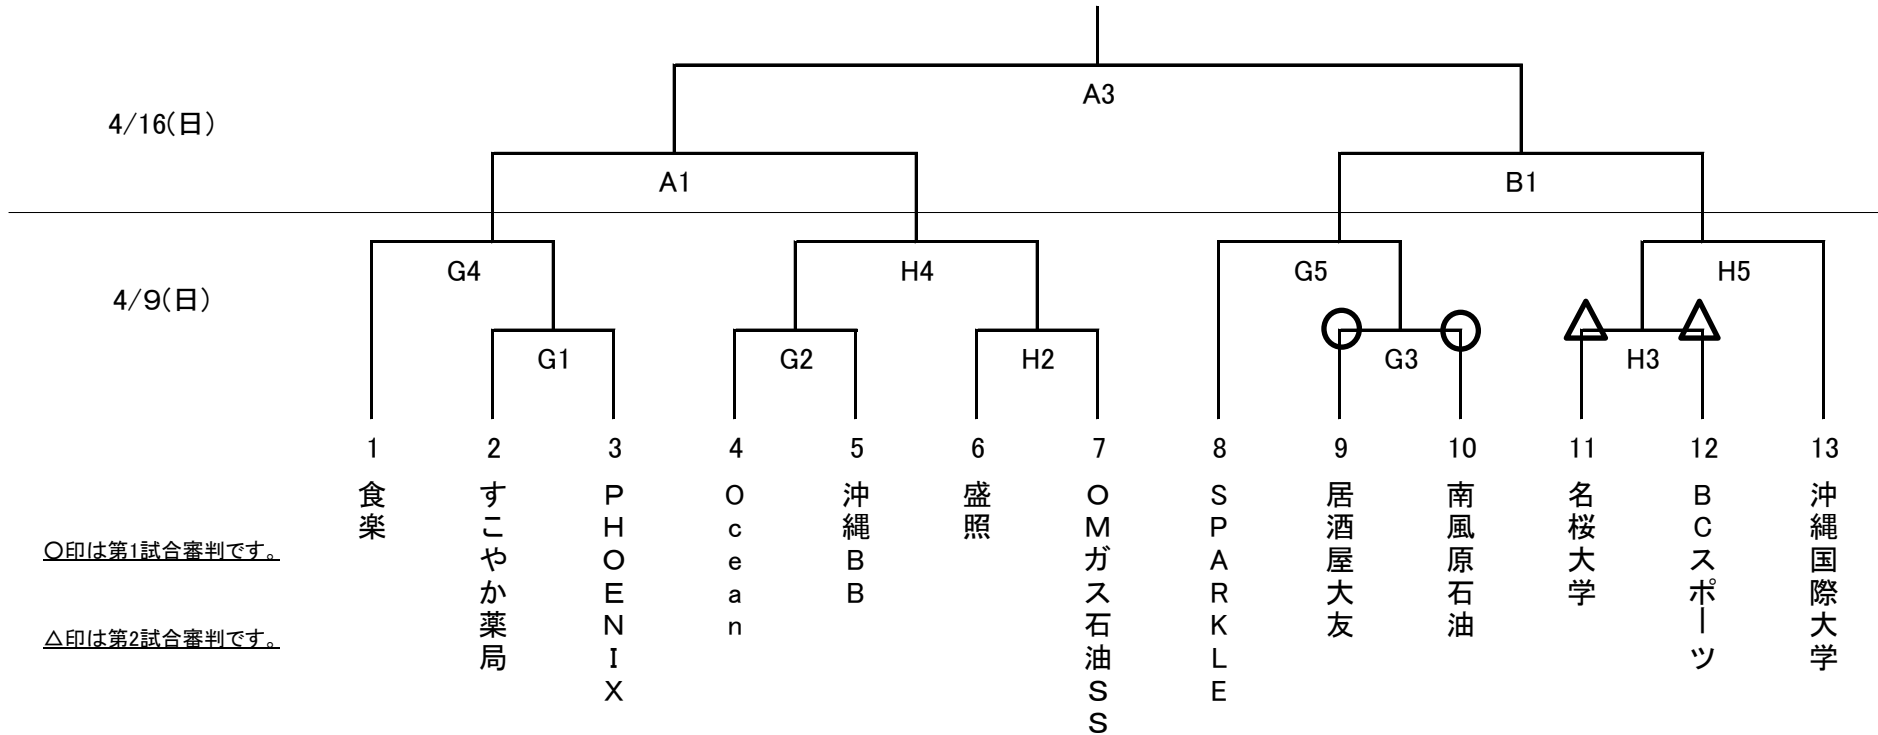 A3
4/16(日)
A1
B1
G4
H4
G5
H5
4/9(日)
G1
G2
H2
G3
H3
1
2
3
4
5
6
7
8
9
10
11
12
13
食楽
すこやか薬局
PHOENIX
Ocean
沖縄BB
盛照
OMガス石油SS
SPARKLE
居酒屋大友
南風原石油
名桜大学
BCスポーツ
沖縄国際大学
○印は第1試合審判です。
△印は第2試合審判です。